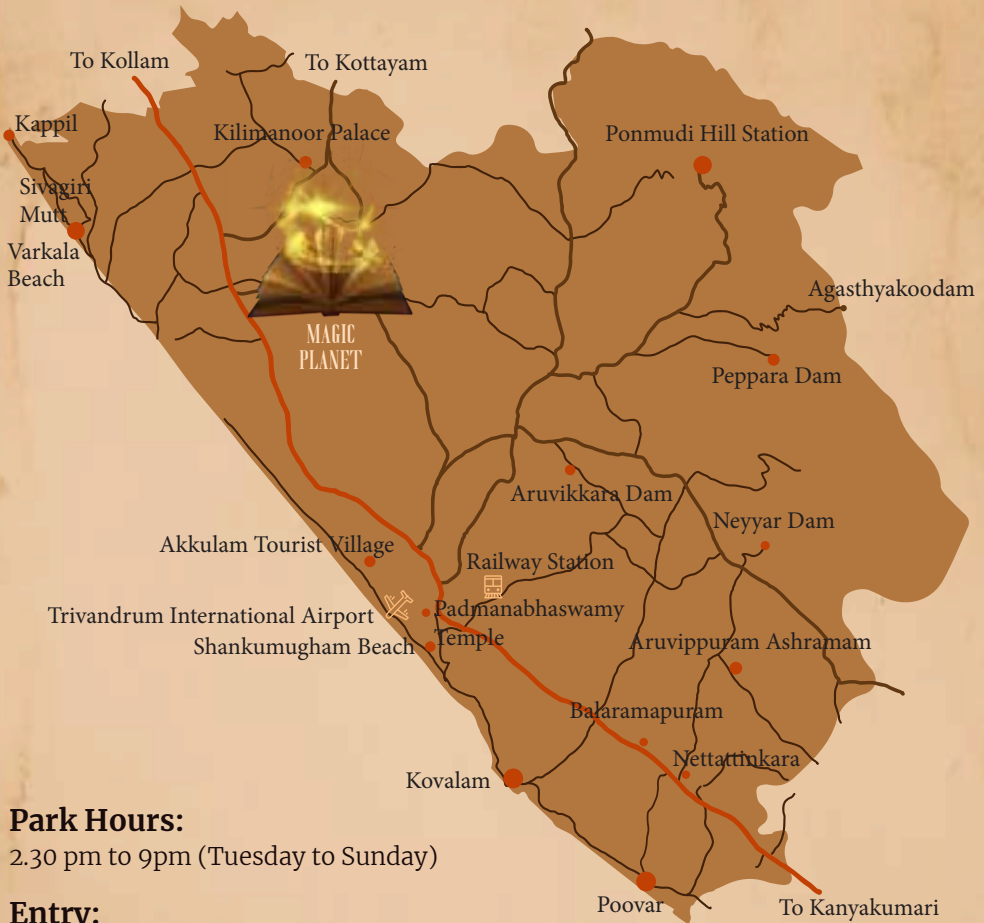 To Kollam
To Kottayam
Kappil
Kilimanoor Palace
Ponmudi Hill Station
Sivagiri
Mutt
Varkala
Beach
Agasthyakoodam
MAGIC
PLANET
Peppara Dam
Aruvikkara Dam
Neyyar Dam
Akkulam Tourist Village
Railway Station
Trivandrum International Airport
Padmanabhaswamy
Temple
Shankumugham Beach
Aruvippuram Ashramam
Balaramapuram
Nettattinkara
Kovalam
Park Hours:
2.30 pm to 9pm (Tuesday to Sunday)
Entry:
Poovar
To Kanyakumari